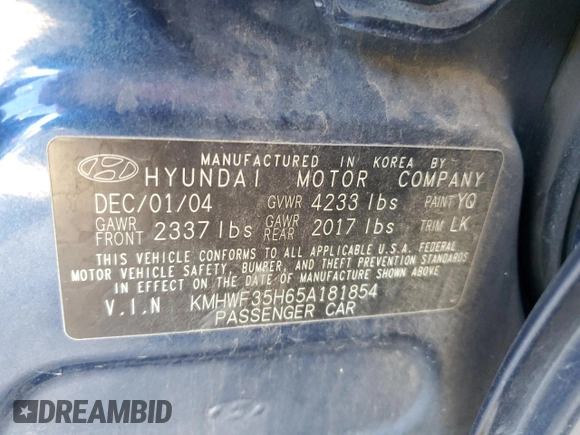 MANUFACTURED IN KOREA BY
HYUNDAI MOTOR COMPANY
DEC/01/04 GVWR 4233 lbs PAINT YQ
GAWR FRONT 2337 lbs GAWR REAR 2017 lbs TRIM LK
THIS VEHICLE CONFORMS TO ALL APPLICABLE U.S.A. FEDERAL
MOTOR VEHICLE SAFETY, BUMPER, AND THEFT PREVENTION STANDARDS
IN EFFECT ON THE DATE OF MANUFACTURE SHOWN ABOVE.
V.I.N KMHWF35H65A181854
PASSENGER CAR
DREAMBID